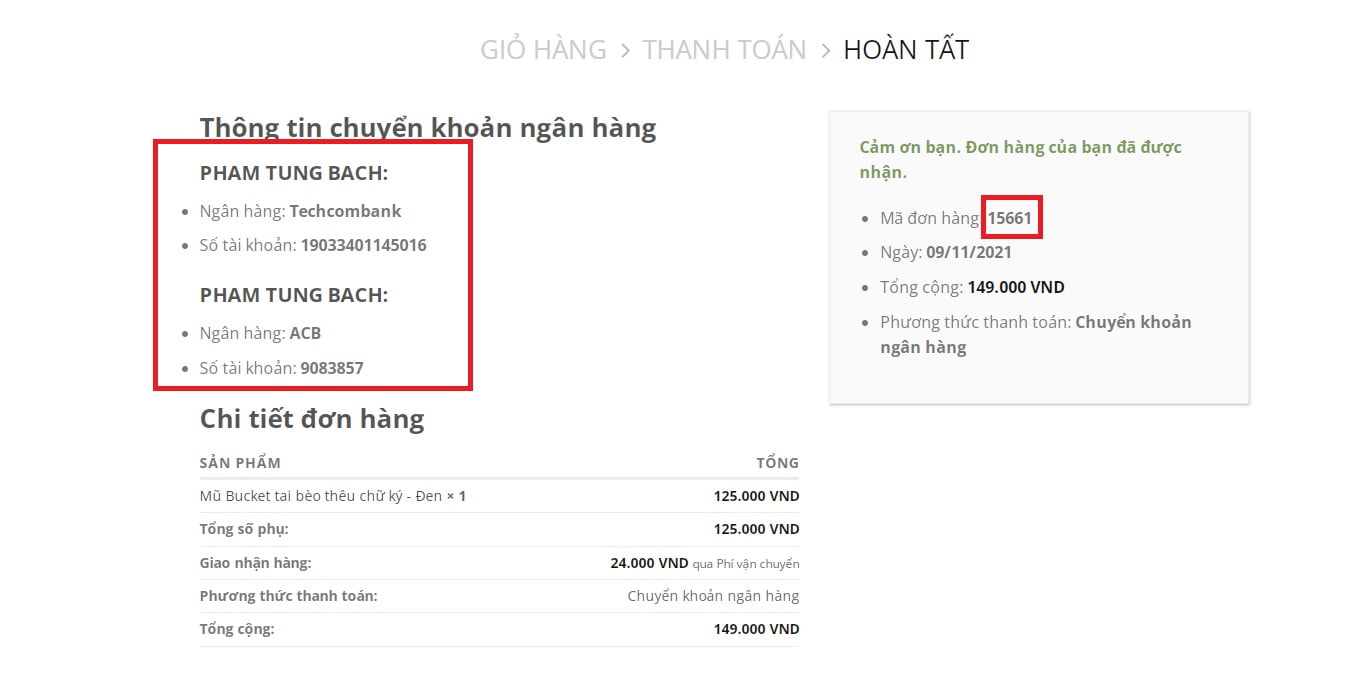 GIỎ HÀNG > THANH TOÁN > HOÀN TẤT
Thông tin chuyển khoản ngân hàng
PHAM TUNG BACH:
Ngân hàng: Techcombank
Số tài khoản: 19033401145016
PHAM TUNG BACH:
Ngân hàng: ACB
Số tài khoản: 9083857
Cảm ơn bạn. Đơn hàng của bạn đã được
nhận.
Mã đơn hàng: 15661
Ngày: 09/11/2021
Tổng cộng: 149.000 VND
Phương thức thanh toán: Chuyển khoản
ngân hàng
Chi tiết đơn hàng
SẢN PHẨM TỔNG
Mũ Bucket tai bèo thêu chữ ký - Đen × 1 125.000 VND
Tổng số phụ: 125.000 VND
Giao nhận hàng: 24.000 VND qua Phí vận chuyển
Phương thức thanh toán: Chuyển khoản ngân hàng
Tổng cộng: 149.000 VND